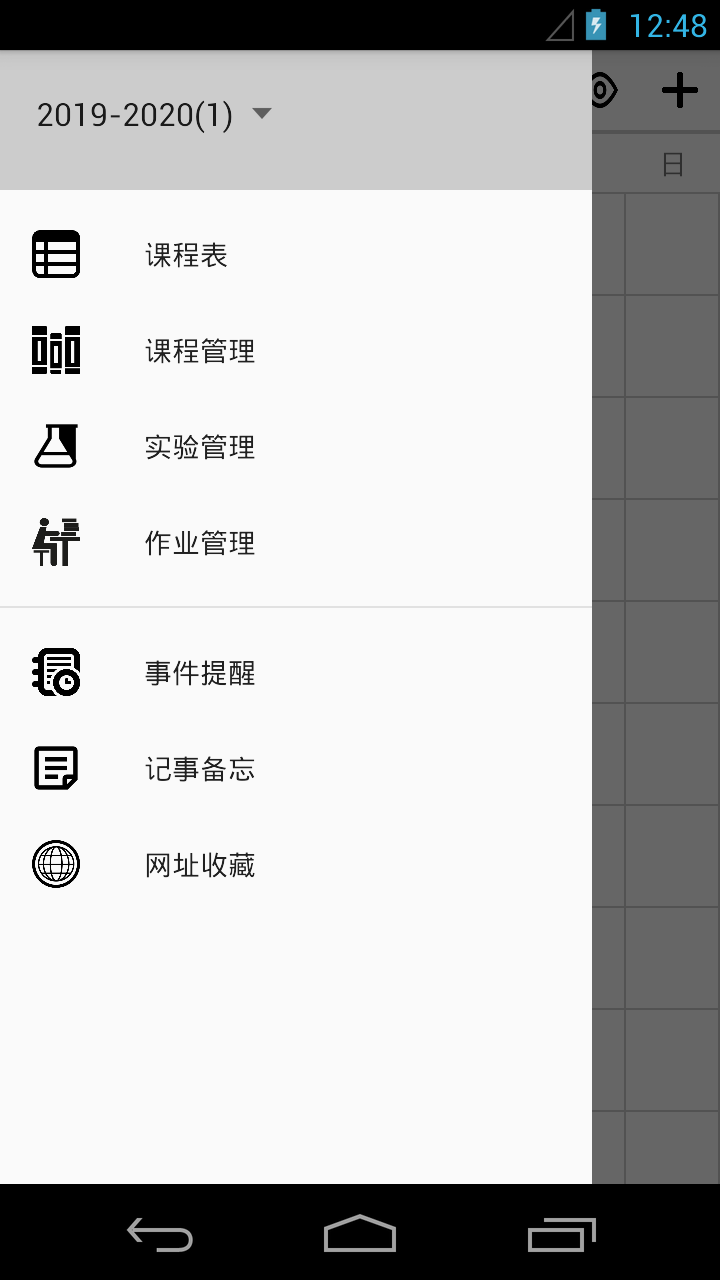 12:48
2019-2020(1)
日
课程表
课程管理
实验管理
作业管理
事件提醒
记事备忘
网址收藏